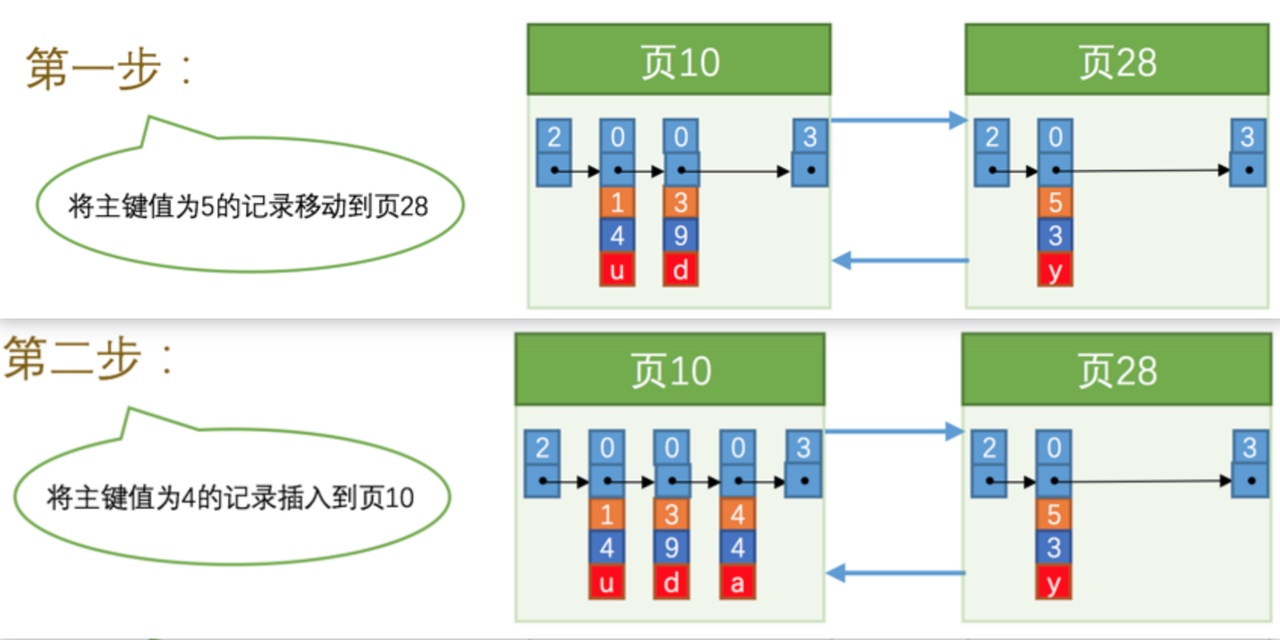 第一步：
页10
页28
将主键值为5的记录移动到页28
2 0 0 3
1 3
4 9
u d
2 0 3
5
3
y
第二步：
页10
页28
将主键值为4的记录插入到页10
2 0 0 0 3
1 3 4
4 9 4
u d a
2 0 3
5
3
y